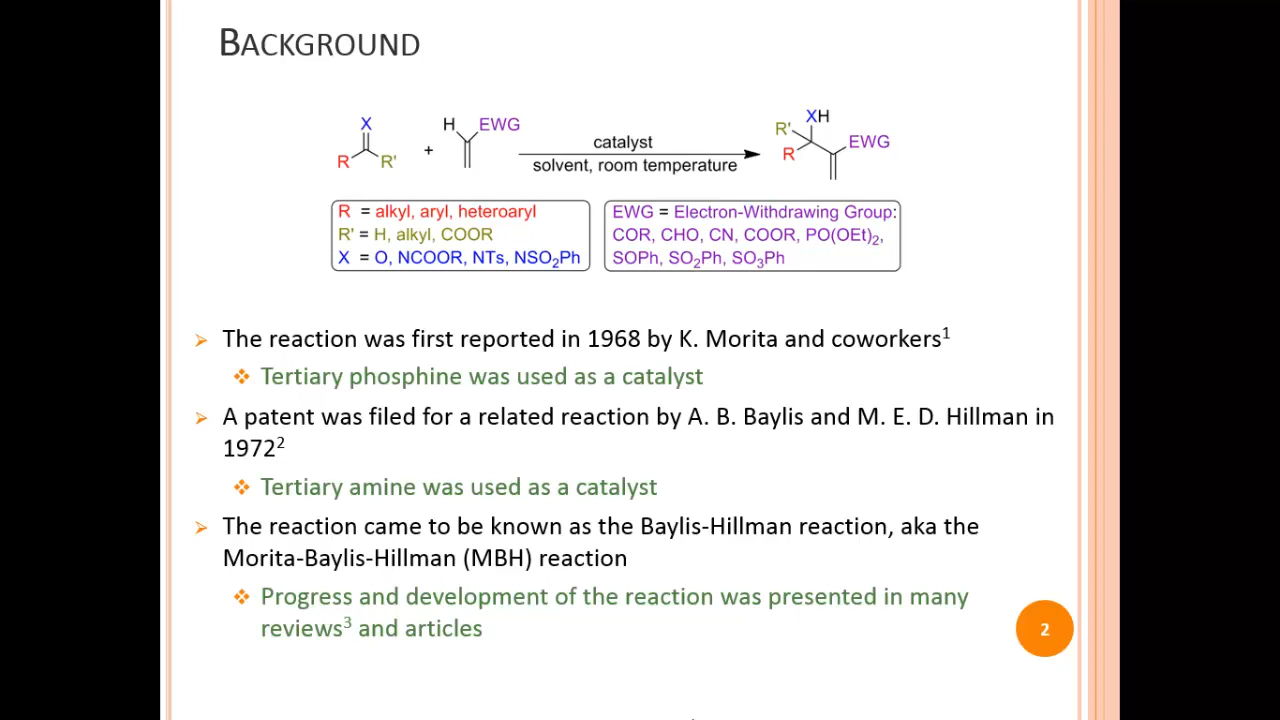 BACKGROUND
X
R R'
+
H EWG
catalyst
solvent, room temperature
XH
R'
R
EWG
R = alkyl, aryl, heteroaryl
R' = H, alkyl, COOR
X = O, NCOOR, NTs, NSO₂Ph
EWG = Electron-Withdrawing Group:
COR, CHO, CN, COOR, PO(OEt)₂,
SOPh, SO₂Ph, SO₃Ph
The reaction was first reported in 1968 by K. Morita and coworkers¹
Tertiary phosphine was used as a catalyst
A patent was filed for a related reaction by A. B. Baylis and M. E. D. Hillman in
1972²
Tertiary amine was used as a catalyst
The reaction came to be known as the Baylis-Hillman reaction, aka the
Morita-Baylis-Hillman (MBH) reaction
Progress and development of the reaction was presented in many
reviews³ and articles
2